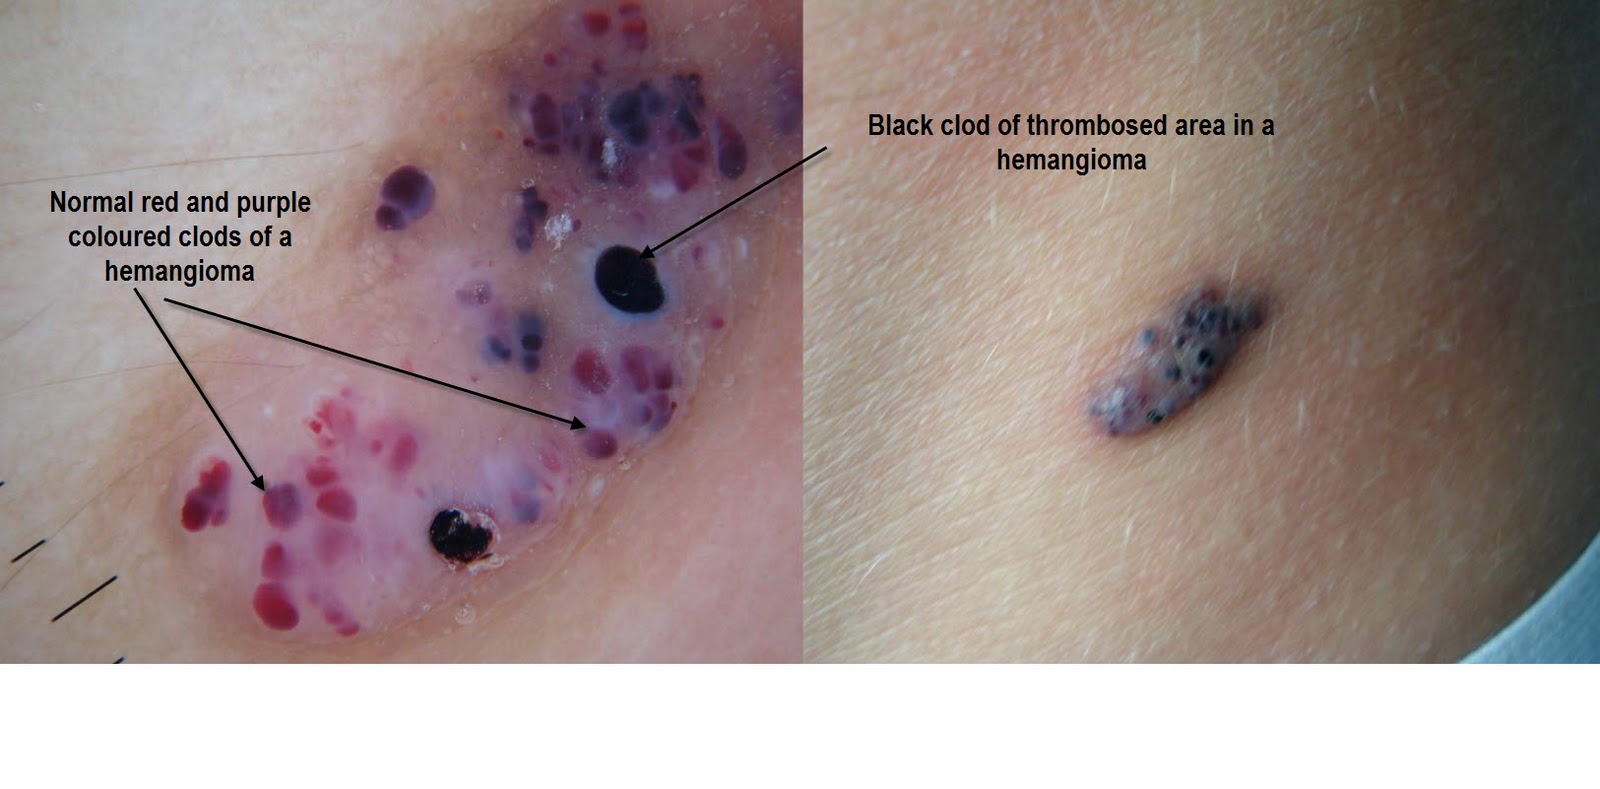 Normal red and purple
coloured clods of a
hemangioma
Black clod of thrombosed area in a
hemangioma